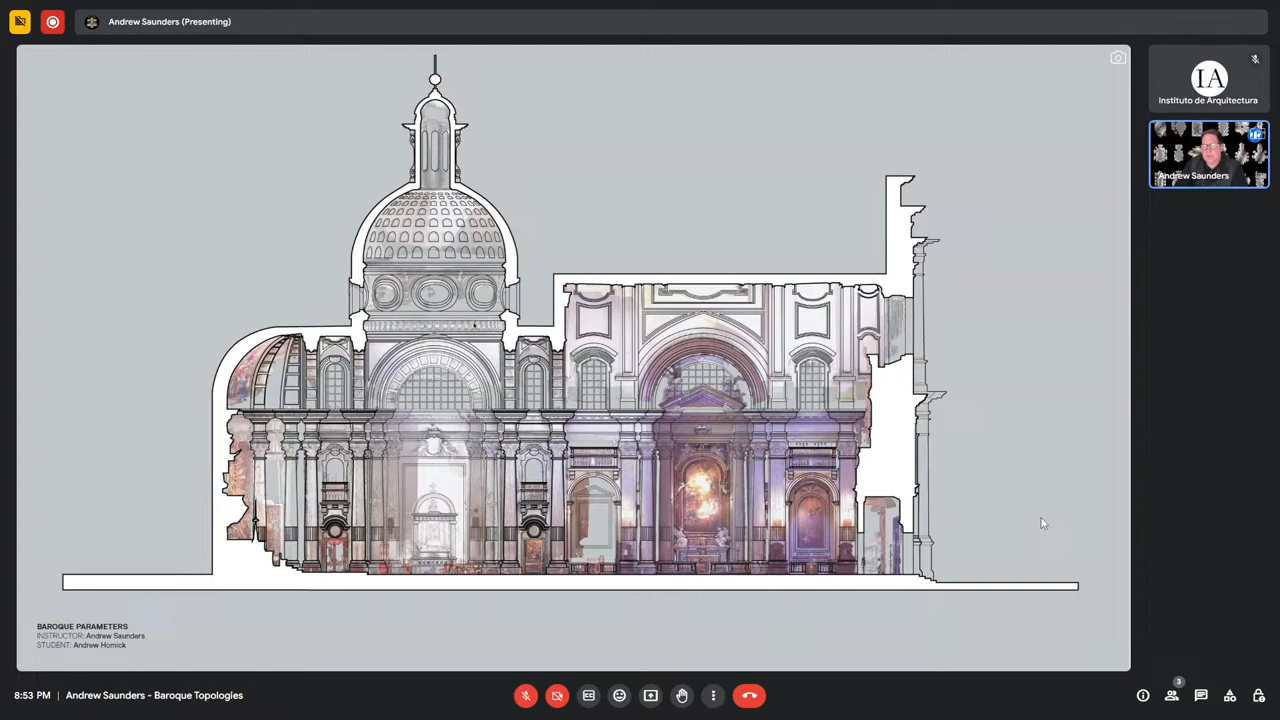 Andrew Saunders (Presenting)
IA
Instituto de Arquitectura
Andrew Saunders
BAROQUE PARAMETERS
INSTRUCTOR: Andrew Saunders
STUDENT: Andrew Homick
8:53 PM | Andrew Saunders - Baroque Topologies
3